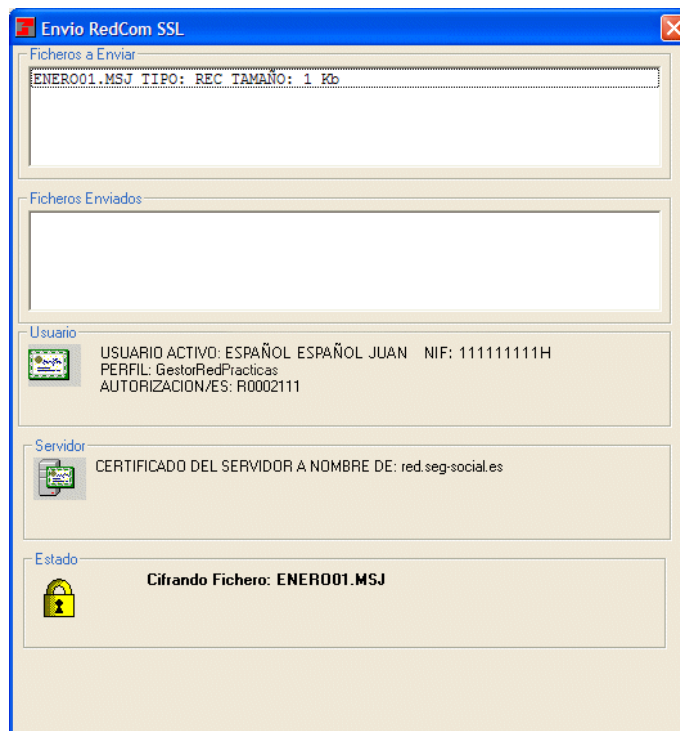 Envio RedCom SSL
Ficheros a Enviar
ENERO01.MSJ TIPO: REC TAMAÑO: 1 Kb
Ficheros Enviados
Usuario
USUARIO ACTIVO: ESPAÑOL ESPAÑOL JUAN NIF: 111111111H
PERFIL: GestorRedPracticas
AUTORIZACION/ES: R0002111
Servidor
CERTIFICADO DEL SERVIDOR A NOMBRE DE: red.seg-social.es
Estado
Cifrando Fichero: ENERO01.MSJ